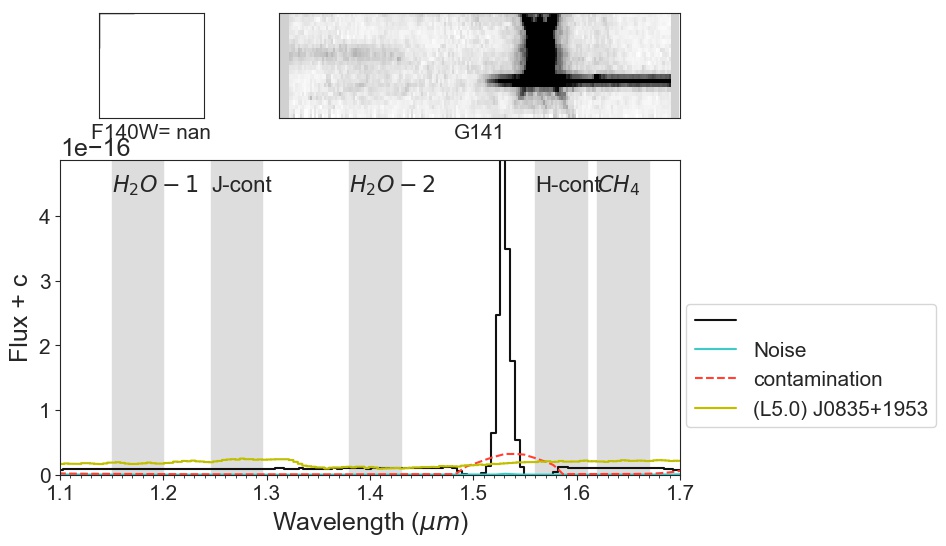 F140W= nan
G141
1e−16
H₂O − 1
J-cont
H₂O − 2
H-cont
CH₄
4
3
2
1
0
Flux + c
1.1
1.2
1.3
1.4
1.5
1.6
1.7
Wavelength (μm)
Noise
contamination
(L5.0) J0835+1953